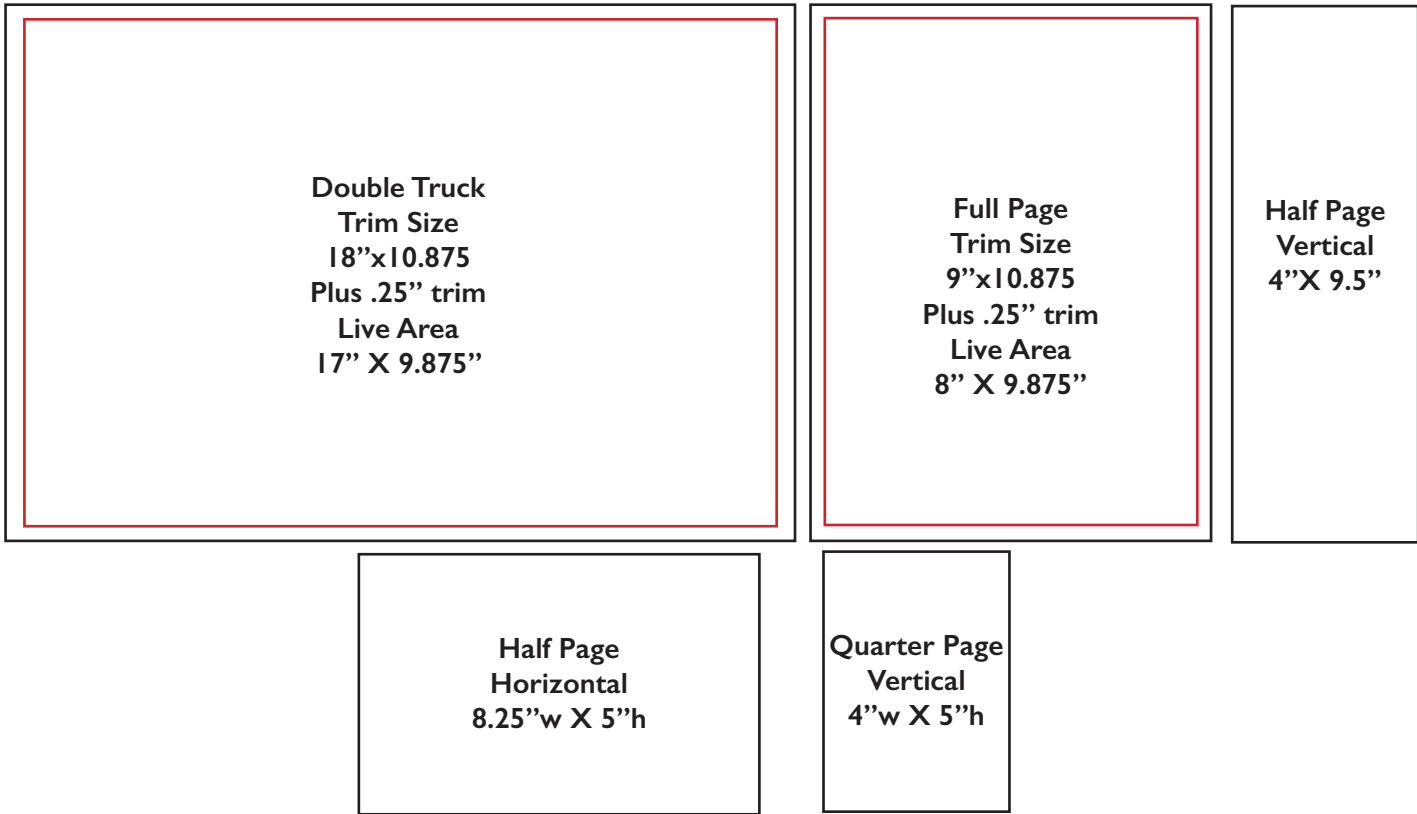 Double Truck
Trim Size
18”x10.875
Plus .25” trim
Live Area
17” X 9.875”
Full Page
Trim Size
9”x10.875
Plus .25” trim
Live Area
8” X 9.875”
Half Page
Vertical
4”X 9.5”
Half Page
Horizontal
8.25”w X 5”h
Quarter Page
Vertical
4”w X 5”h